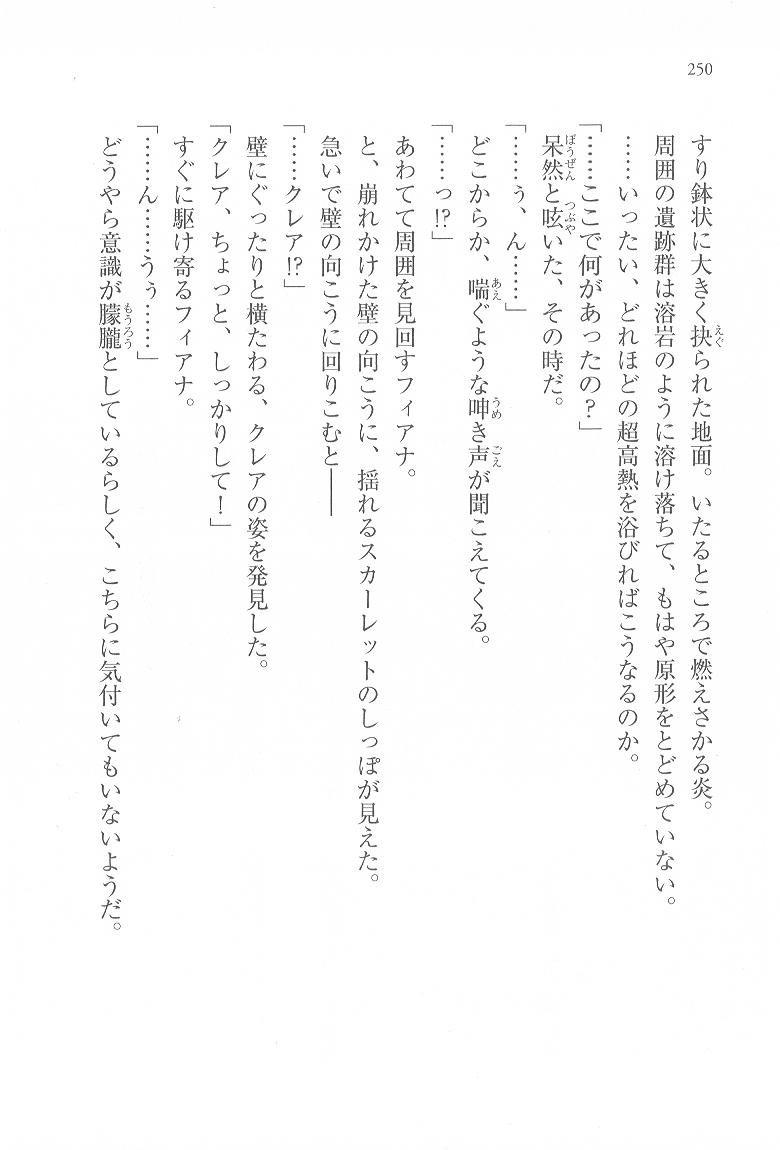 250
すり鉢状に大きく抉られた地面。いたるところで燃えさかる炎。
周囲の遺跡群は溶岩のように溶け落ちて、もはや原形をとどめていない。
……いったい、どれほどの超高熱を浴びればこうなるのか。
「……ここで何があったの？」
呆然と呟いた、その時だ。
「……ぅ、ん……」
どこからか、喘ぐような呻き声が聞こえてくる。
「……っ!?」
あわてて周囲を見回すフィアナ。
と、崩れかけた壁の向こうに、揺れるスカーレットのしっぽが見えた。
急いで壁の向こうに回りこむと――
「……クレア!?」
壁にぐったりと横たわる、クレアの姿を発見した。
「クレア、ちょっと、しっかりして！」
すぐに駆け寄るフィアナ。
「……ん……うぅ……」
どうやら意識が朦朧としているらしく、こちらに気付いてもいないようだ。